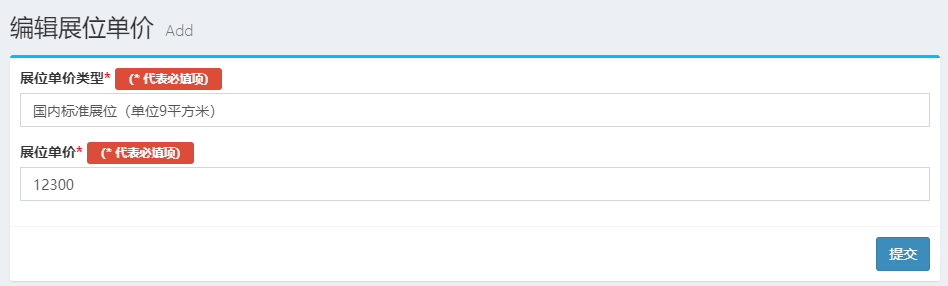 编辑展位单价 Add
展位单价类型* (* 代表必填项)
国内标准展位（单位9平方米）
展位单价* (* 代表必填项)
12300
提交